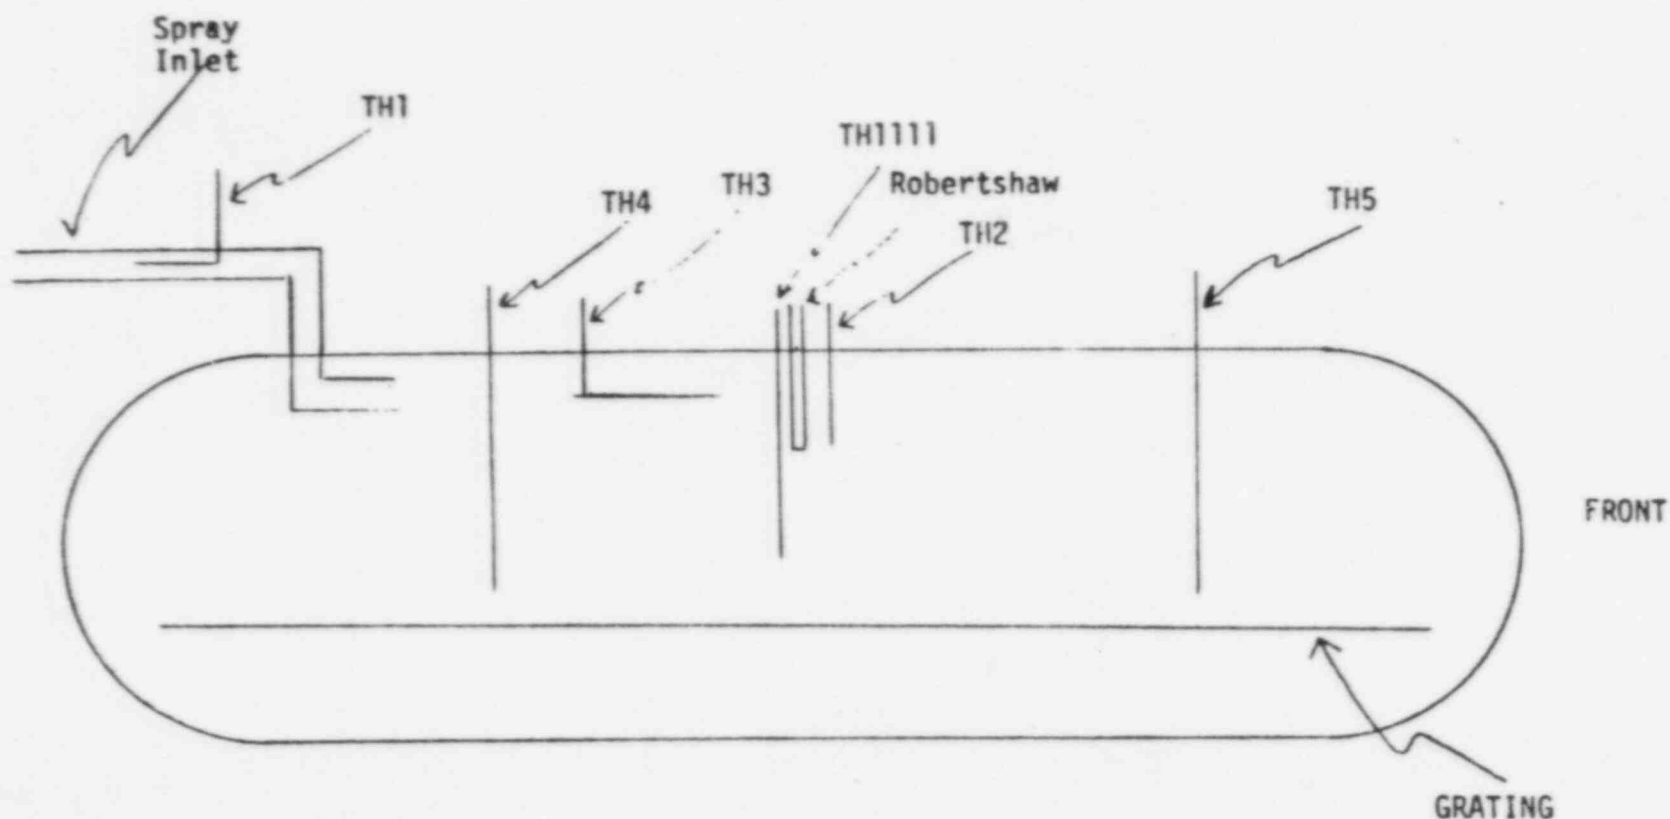 Spray
Inlet
TH1
TH1111
Robertshaw
TH3
TH4
TH2
TH5
FRONT
GRATING